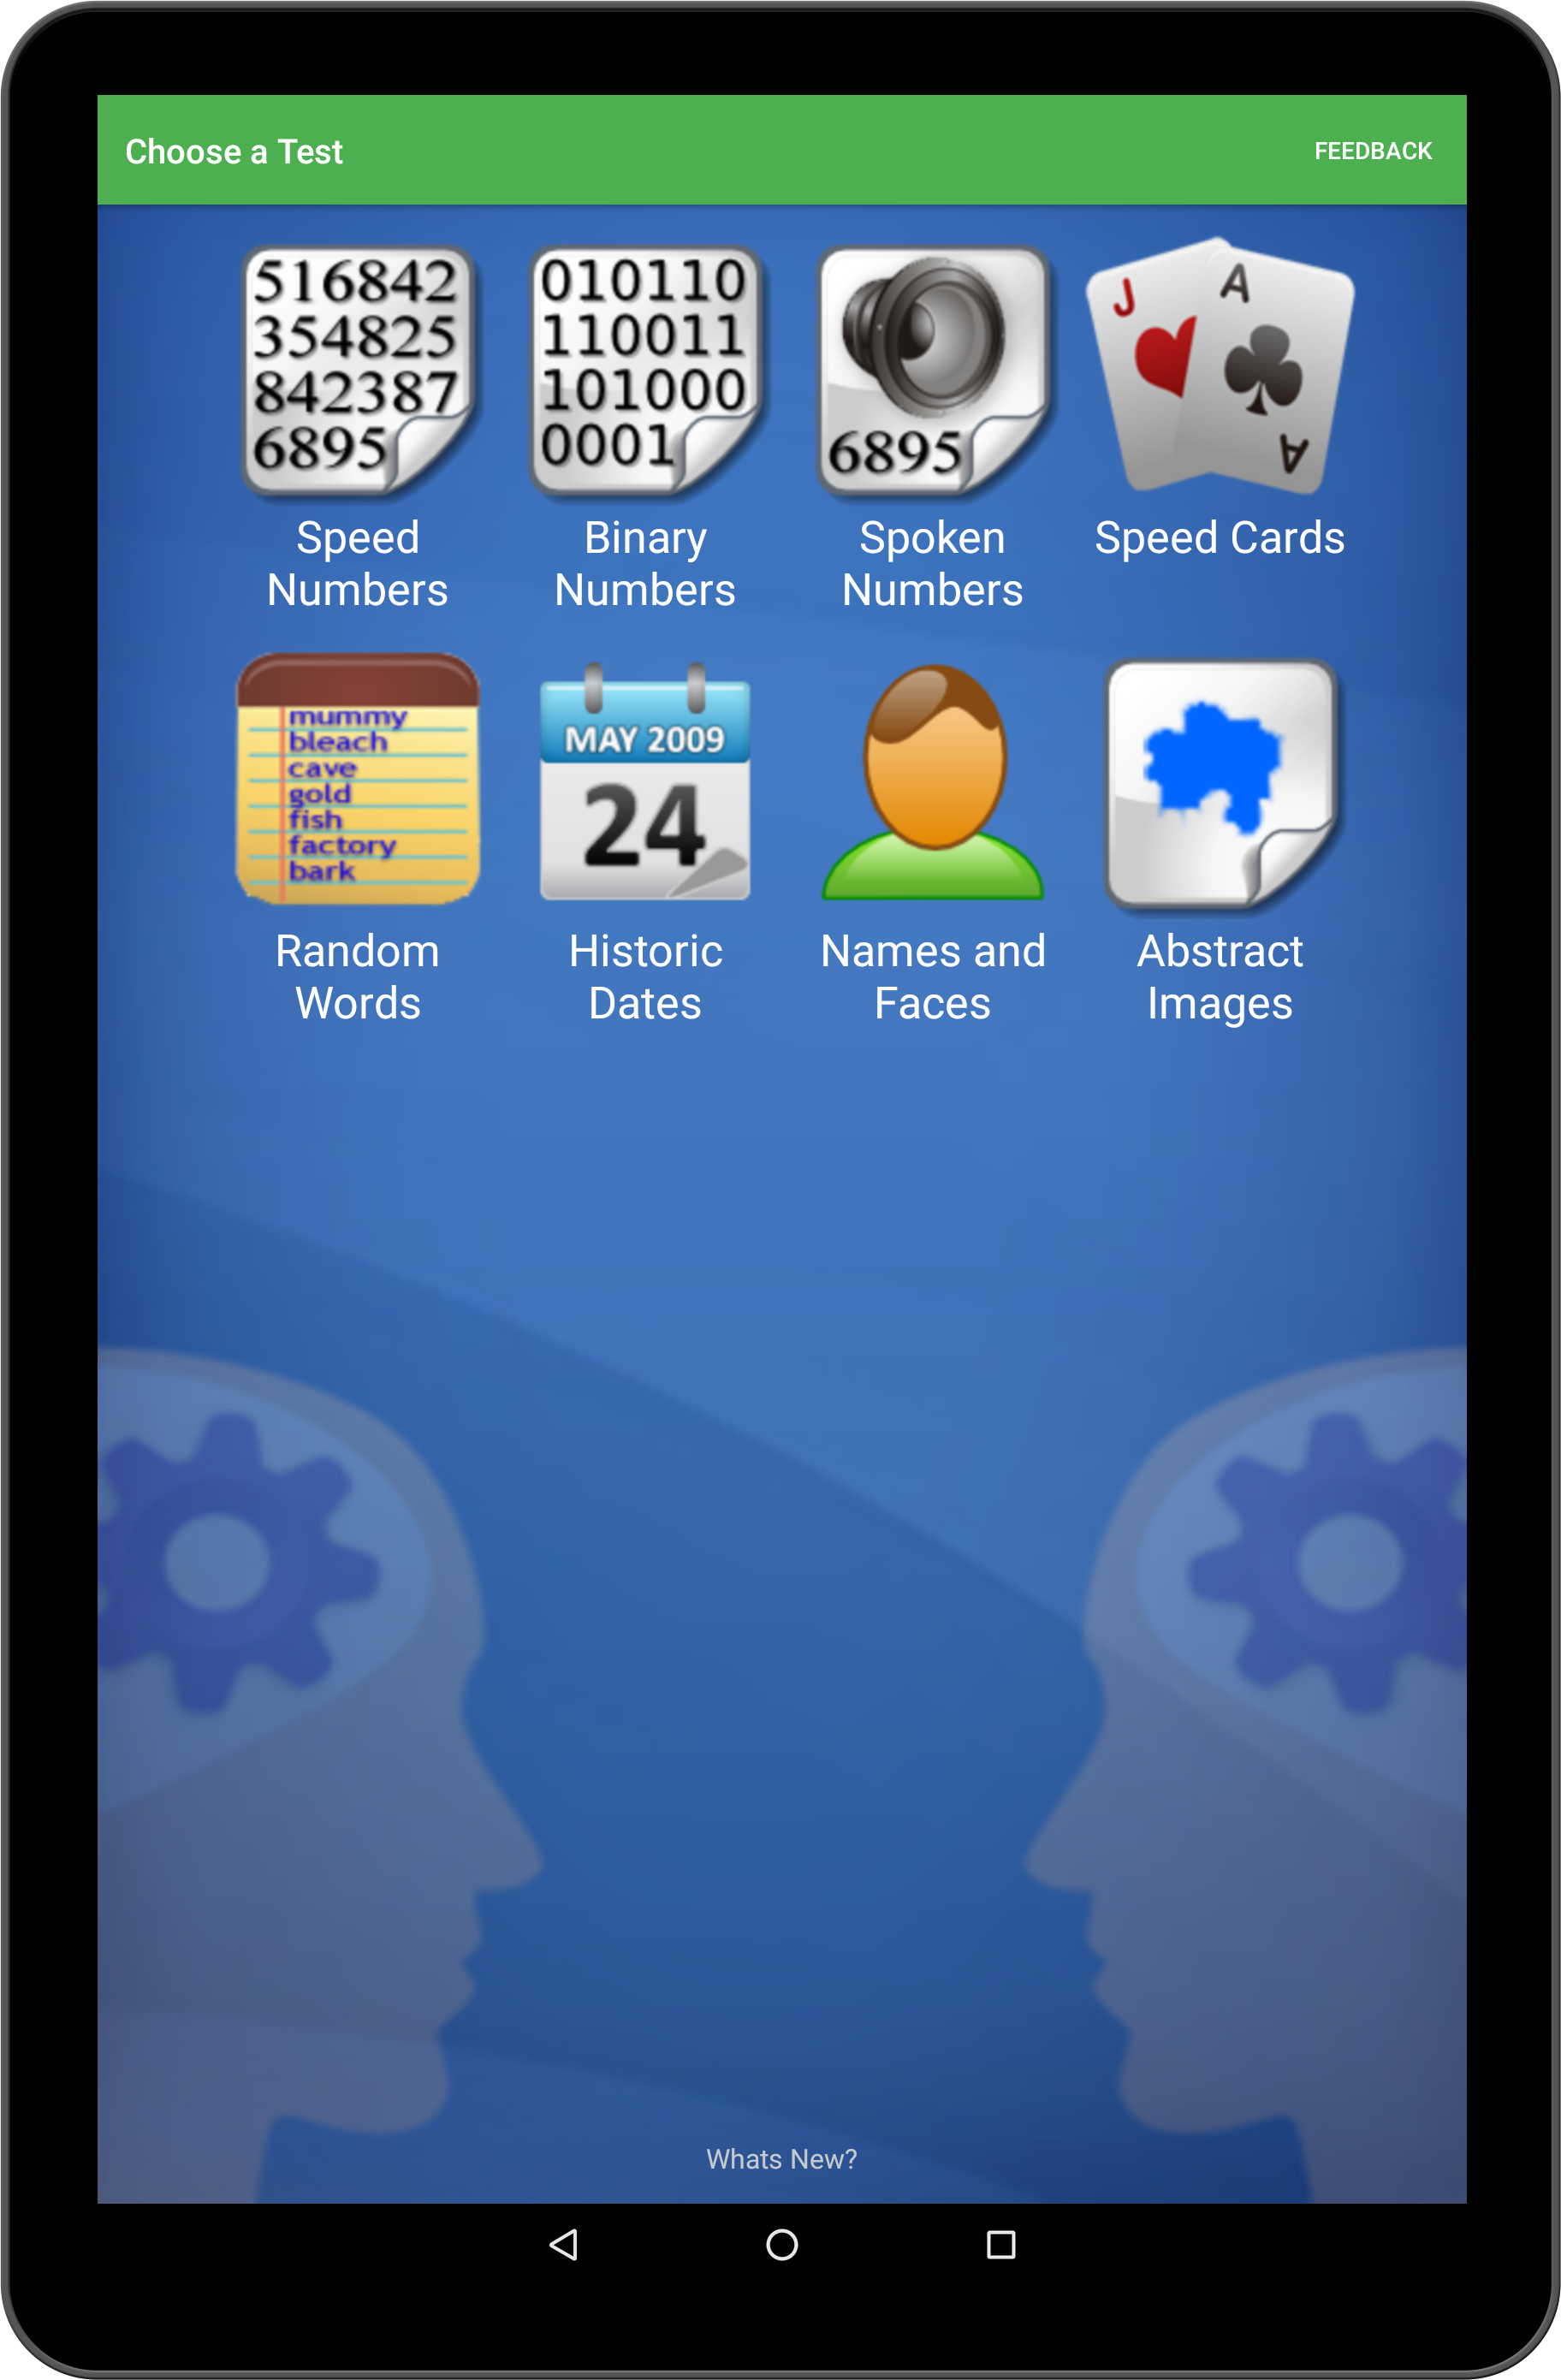 Choose a Test
FEEDBACK
516842
354825
842387
6895
010110
110011
101000
0001
6895
J
A
A
Speed
Numbers
Binary
Numbers
Spoken
Numbers
Speed Cards
mummy
bleach
cave
gold
fish
factory
bark
MAY 2009
24
Random
Words
Historic
Dates
Names and
Faces
Abstract
Images
Whats New?